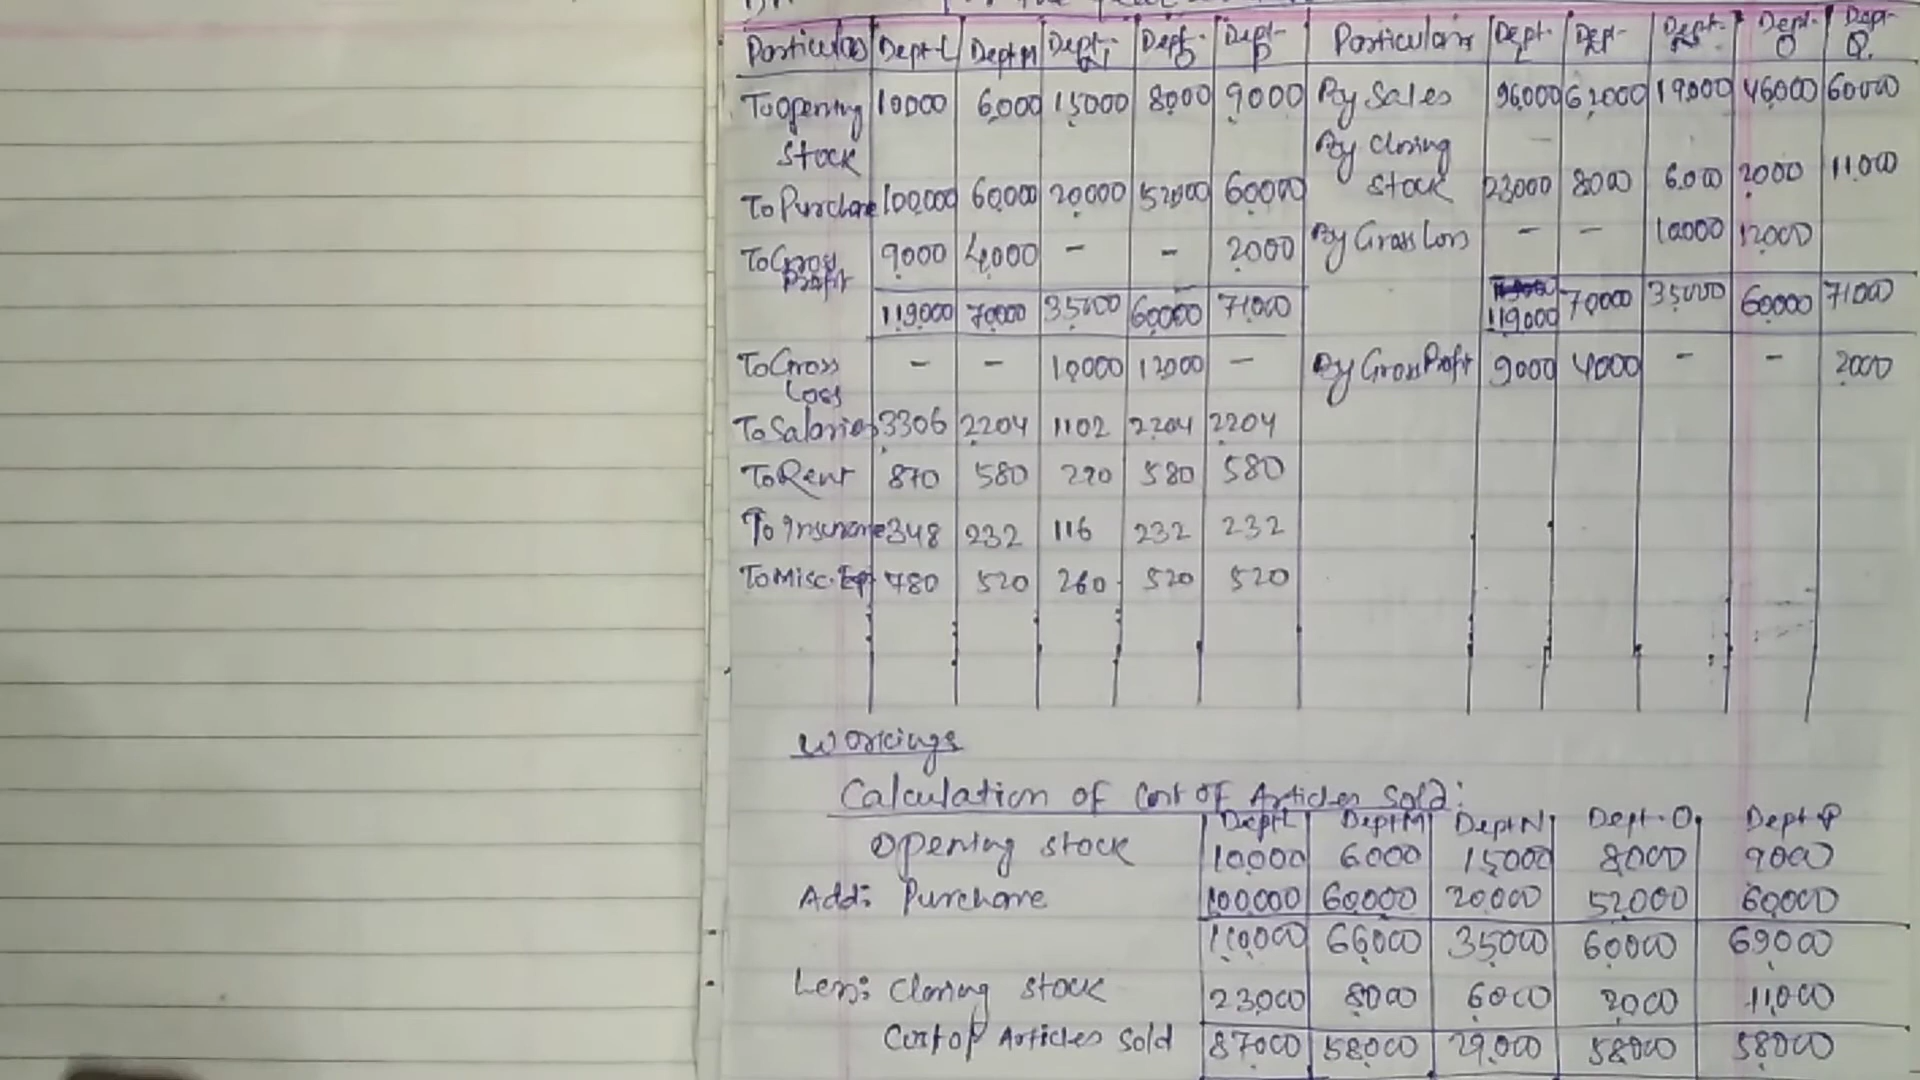 Particulars Dept-L Dept M Dept-N Dept-O Dept-P Particulars Dept-L Dept- Dept- Dept-O Dept-P
To Opening Stock 10000 6000 15000 8000 9000 By Sales 96000 62000 19000 46000 60000
By Closing Stock 23000 8000 6000 2000 11000
To Purchase 100000 60000 20000 52000 60000
To Gross Profit 9000 4000 - - 2000 By Gross Loss - - 10000 12000
119000 70000 35000 60000 71000 119000 70000 35000 60000 71000
To Gross Loss - - 10000 12000 - By Gross Profit 9000 4000 - - 2000
To Salaries 3306 2204 1102 2204 2204
To Rent 870 580 290 580 580
To Insurance 348 232 116 232 232
To Misc. Exp 780 520 260 520 520
Workings
Calculation of Cost of Articles Sold:
Dept L Dept M Dept N Dept. O Dept P
Opening stock 10000 6000 15000 8000 9000
Add: Purchase 100000 60000 20000 52000 60000
110000 66000 35000 60000 69000
Less: Closing stock 23000 8000 6000 2000 11000
Cost of Articles Sold 87000 58000 29000 58000 58000